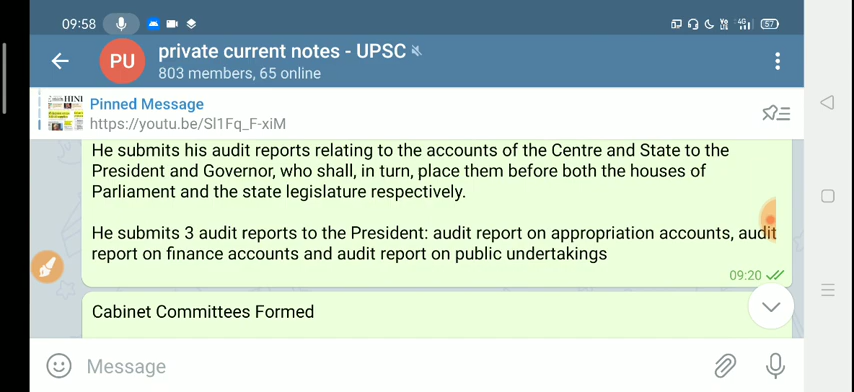 09:58
4G 57
PU
private current notes - UPSC
803 members, 65 online
Pinned Message
https://youtu.be/Sl1Fq_F-xiM
He submits his audit reports relating to the accounts of the Centre and State to the
President and Governor, who shall, in turn, place them before both the houses of
Parliament and the state legislature respectively.
He submits 3 audit reports to the President: audit report on appropriation accounts, audit
report on finance accounts and audit report on public undertakings
09:20
Cabinet Committees Formed
Message